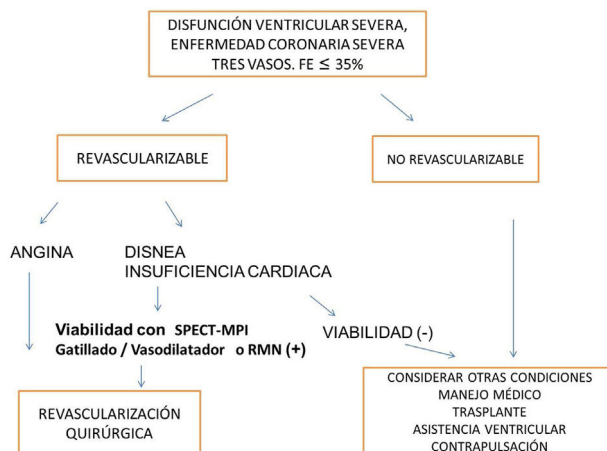 DISFUNCIÓN VENTRICULAR SEVERA,
ENFERMEDAD CORONARIA SEVERA
TRES VASOS. FE ≤ 35%
REVASCULARIZABLE
NO REVASCULARIZABLE
ANGINA
DISNEA
INSUFICIENCIA CARDIACA
Viabilidad con SPECT-MPI
Gatillado / Vasodilatador o RMN (+)
VIABILIDAD (-)
REVASCULARIZACIÓN
QUIRÚRGICA
CONSIDERAR OTRAS CONDICIONES
MANEJO MÉDICO
TRASPLANTE
ASISTENCIA VENTRICULAR
CONTRAPULSACIÓN